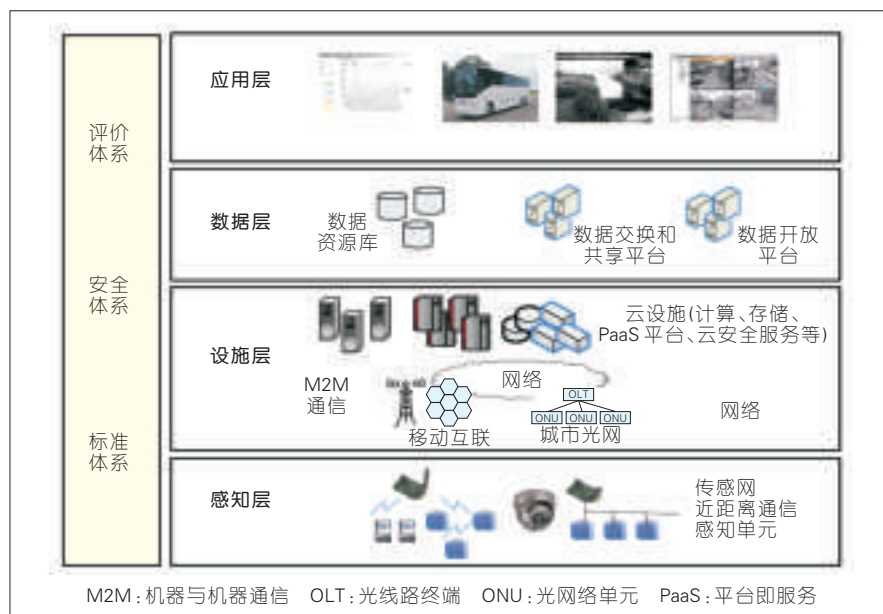 评价
体系
安全
体系
标准
体系
应用层
数据层
数据
资源库
数据交换和
共享平台
数据开放
平台
设施层
云设施(计算、存储、
PaaS 平台、云安全服务等)
M2M
通信
网络
OLT
ONU ONU ONU
移动互联
城市光网
网络
感知层
传感网
近距离通信
感知单元
M2M：机器与机器通信 OLT：光线路终端 ONU：光网络单元 PaaS：平台即服务